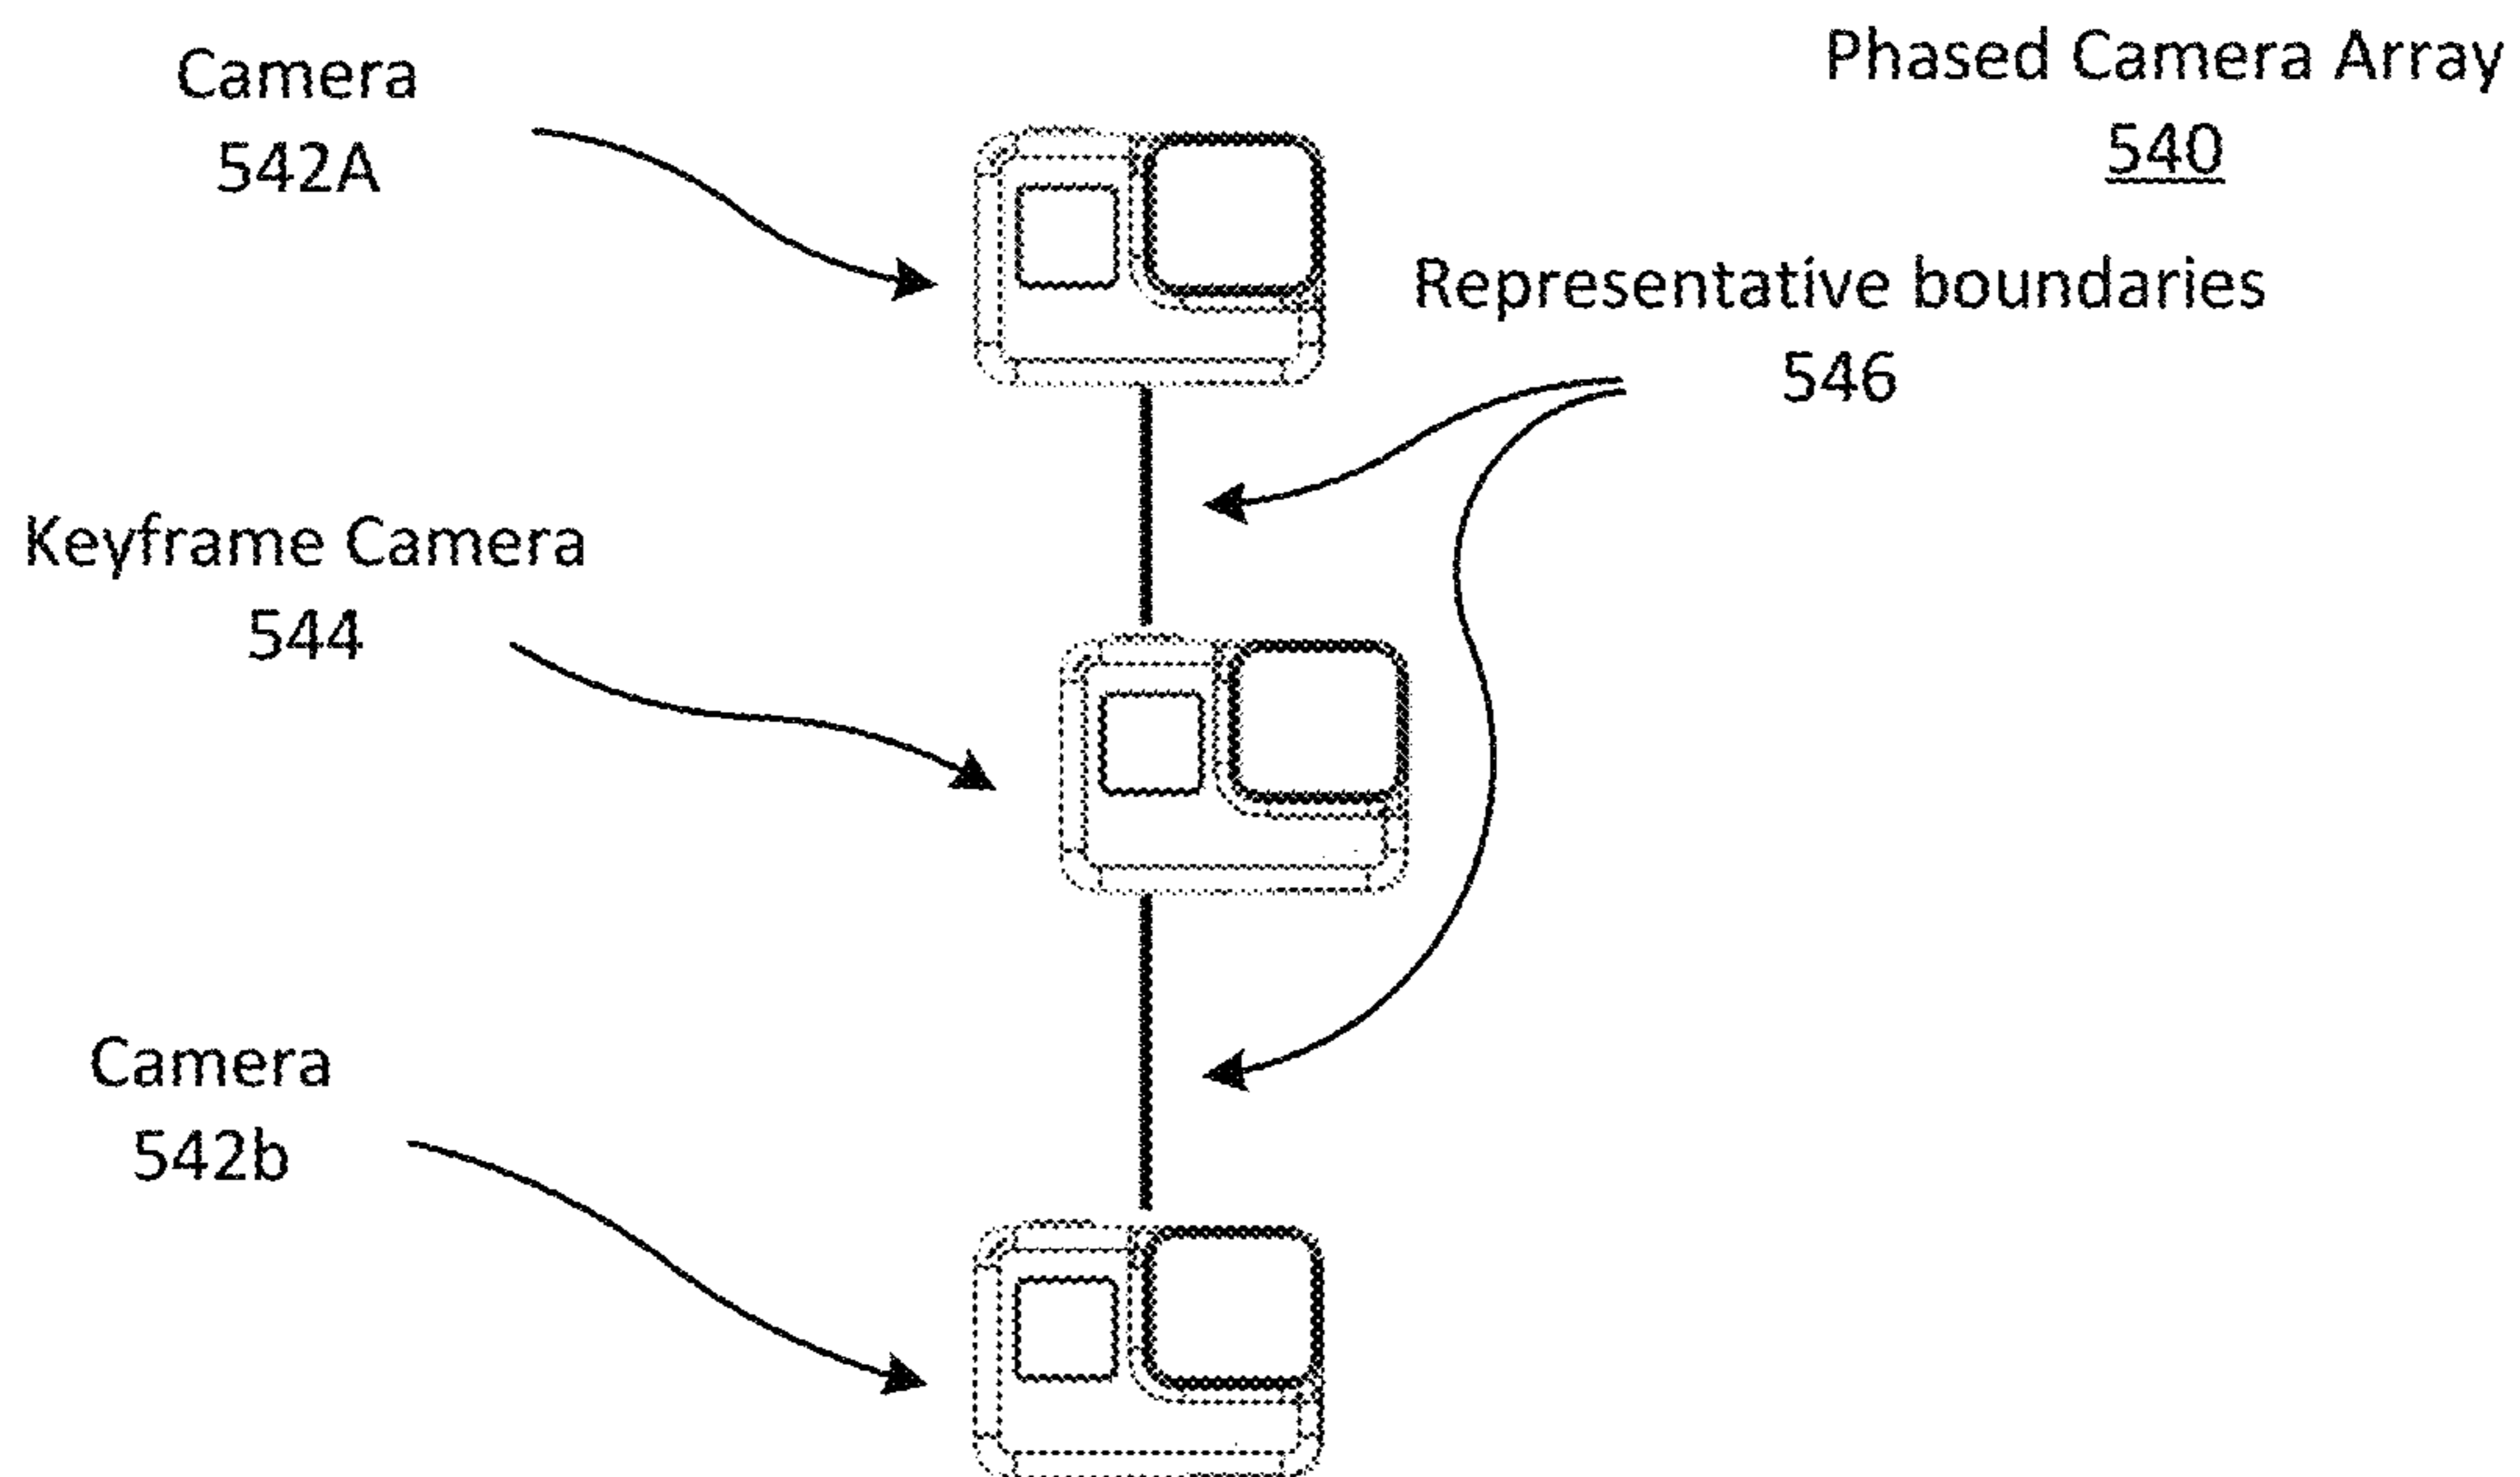 Camera
542A
Phased Camera Array
540
Representative boundaries
546
Keyframe Camera
544
Camera
542b